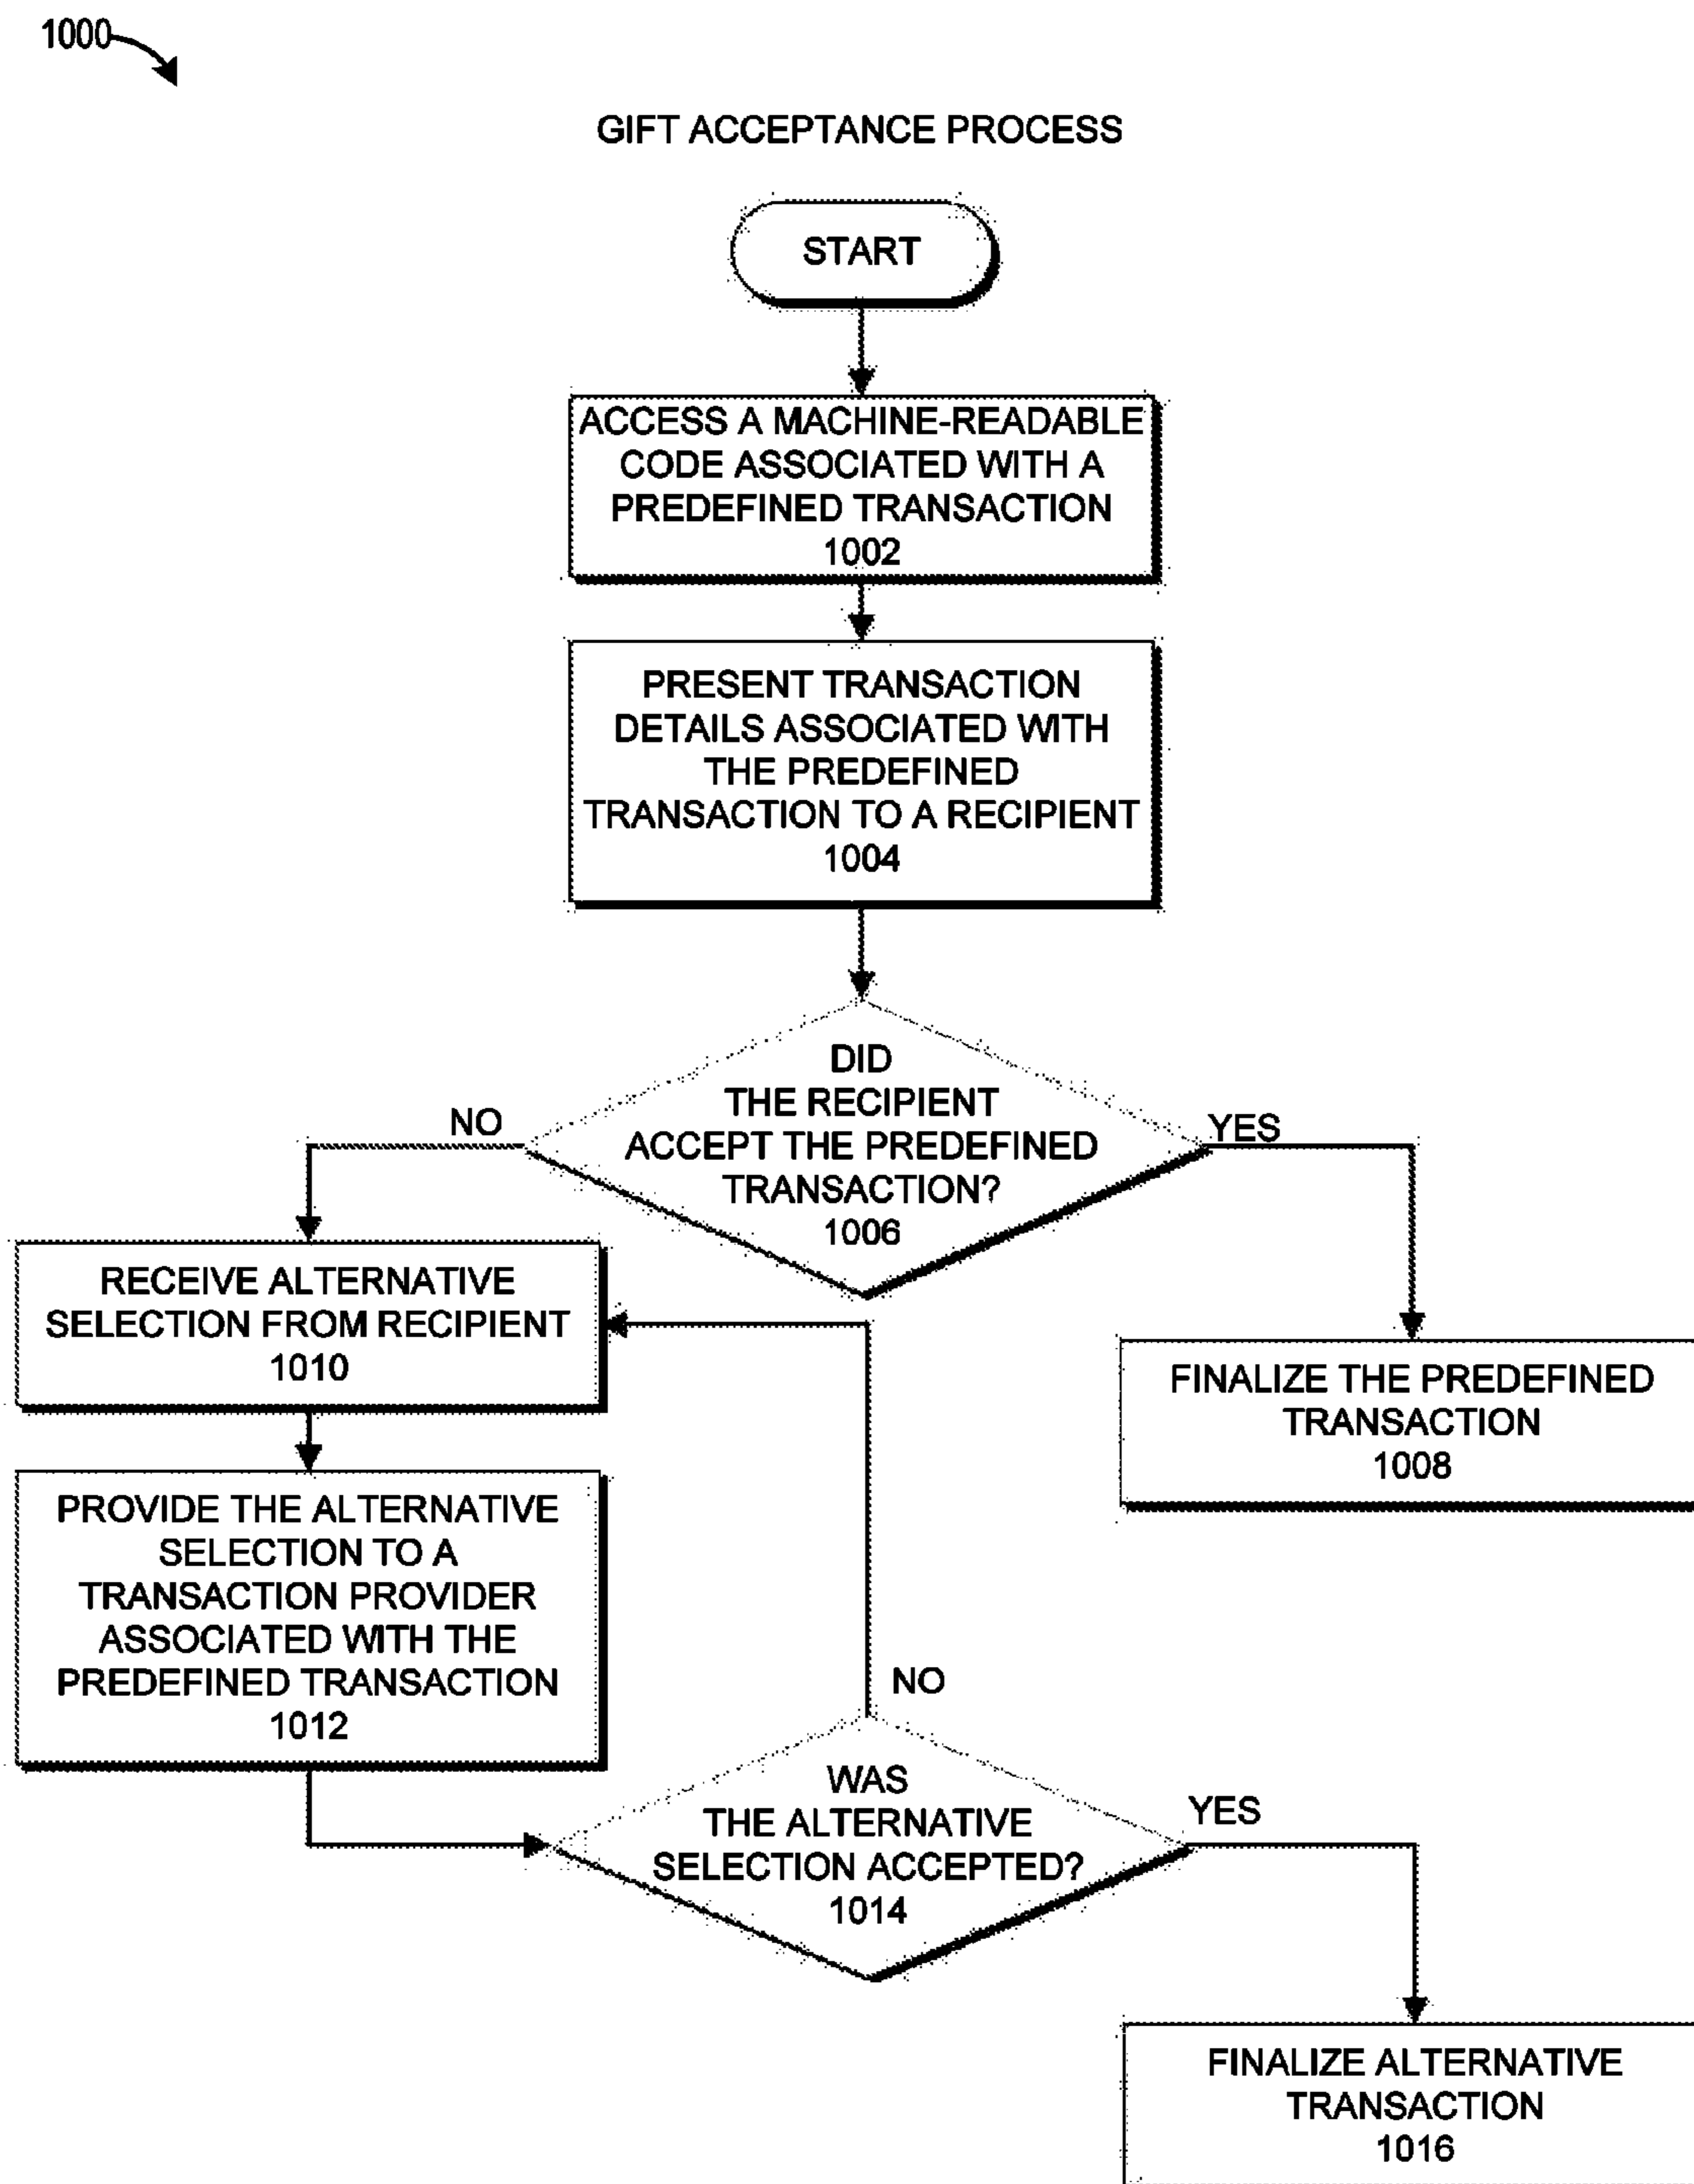 1000
GIFT ACCEPTANCE PROCESS
START
ACCESS A MACHINE-READABLE
CODE ASSOCIATED WITH A
PREDEFINED TRANSACTION
1002
PRESENT TRANSACTION
DETAILS ASSOCIATED WITH
THE PREDEFINED
TRANSACTION TO A RECIPIENT
1004
DID
THE RECIPIENT
ACCEPT THE PREDEFINED
TRANSACTION?
1006
NO
YES
RECEIVE ALTERNATIVE
SELECTION FROM RECIPIENT
1010
FINALIZE THE PREDEFINED
TRANSACTION
1008
PROVIDE THE ALTERNATIVE
SELECTION TO A
TRANSACTION PROVIDER
ASSOCIATED WITH THE
PREDEFINED TRANSACTION
1012
NO
WAS
THE ALTERNATIVE
SELECTION ACCEPTED?
1014
YES
FINALIZE ALTERNATIVE
TRANSACTION
1016